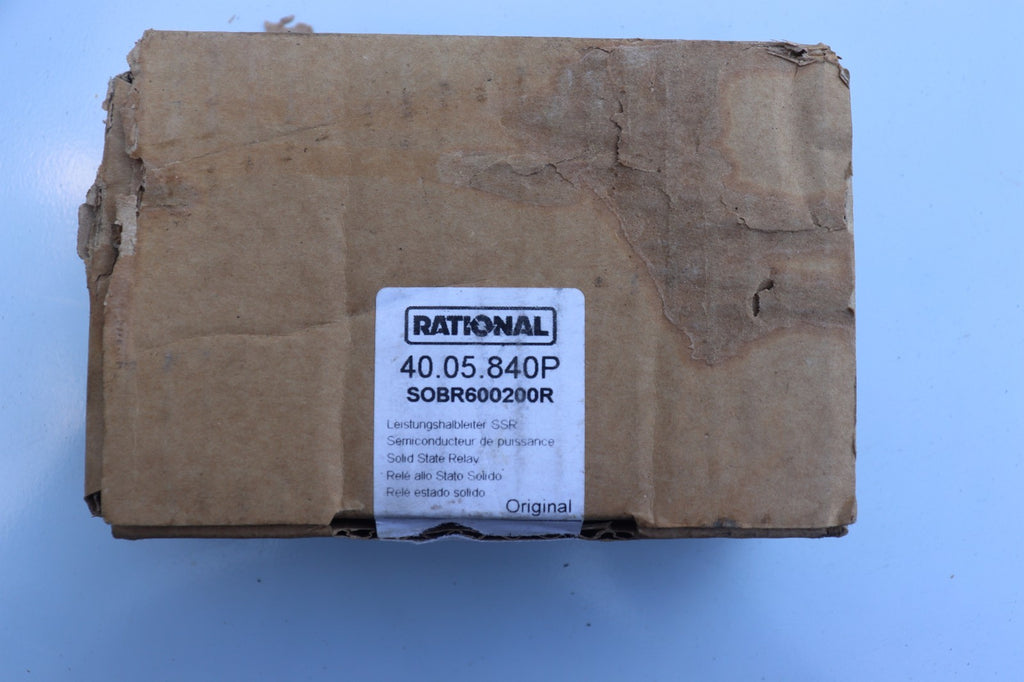 RATIONAL
40.05.840P
SOBR600200R
Leistungshalbleiter SSR
Semiconducteur de puissance
Solid State Relay
Relé allo Stato Solido
Relé estado solido
Original